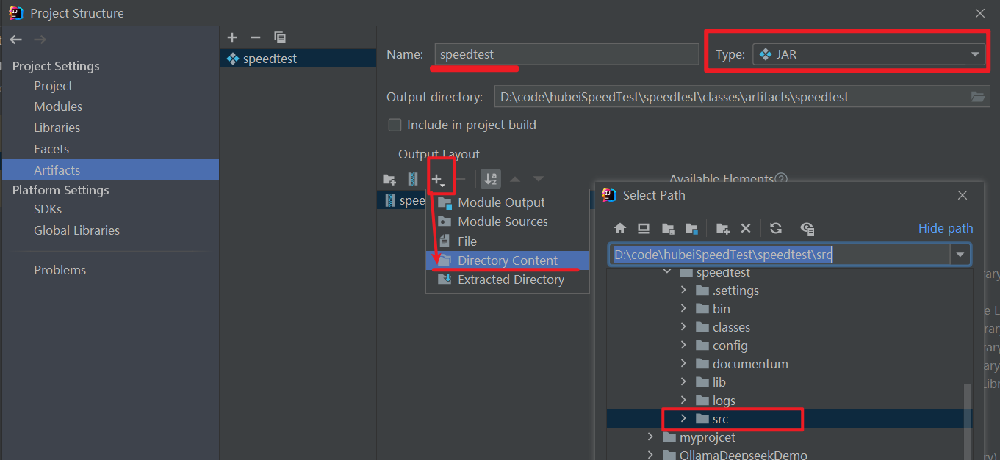 Project Structure
Project Settings
Project
Modules
Libraries
Facets
Artifacts
Platform Settings
SDKs
Global Libraries
Problems
speedtest
Name: speedtest
Type: JAR
Output directory: D:\code\hubeiSpeedTest\speedtest\classes\artifacts\speedtest
Include in project build
Output Layout
Available Elements
spee
Module Output
Module Sources
File
Directory Content
Extracted Directory
Select Path
Hide path
D:\code\hubeiSpeedTest\speedtest\src
speedtest
.settings
bin
classes
config
documentum
lib
logs
src
myprojcet
OllamaDeepseekDemo